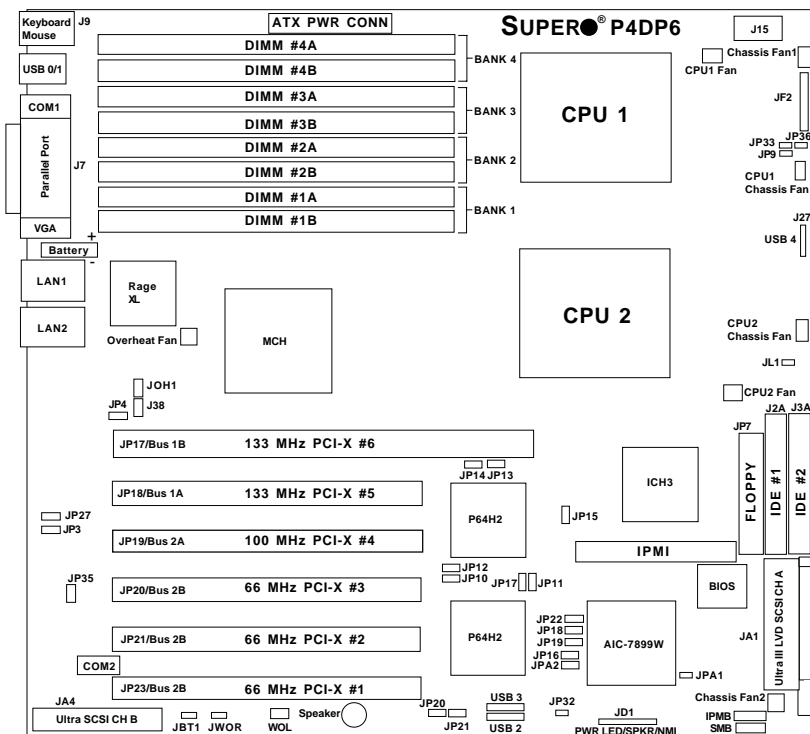 Keyboard
Mouse
J9
ATX PWR CONN
SUPER® P4DP6
J15
Chassis Fan1
CPU1 Fan
USB 0/1
DIMM #4A
DIMM #4B
BANK 4
DIMM #3A
DIMM #3B
BANK 3
DIMM #2A
DIMM #2B
BANK 2
DIMM #1A
DIMM #1B
BANK 1
COM1
Parallel Port
J7
VGA
+
Battery
-
CPU 1
JF2
JP33
JP36
JP9
CPU1
Chassis Fan
J27
USB 4
LAN1
LAN2
Rage
XL
Overheat Fan
MCH
CPU 2
CPU2
Chassis Fan
JL1
CPU2 Fan
JOH1
JP4
J38
J2A
J3A
JP7
FLOPPY
IDE #1
IDE #2
JP17/Bus 1B
133 MHz PCI-X #6
JP14
JP13
ICH3
JP18/Bus 1A
133 MHz PCI-X #5
P64H2
JP15
JP27
JP3
JP19/Bus 2A
100 MHz PCI-X #4
IPMI
JP12
JP10
JP17
JP11
JP35
JP20/Bus 2B
66 MHz PCI-X #3
BIOS
P64H2
JP22
JP18
JP19
JP16
JPA2
AIC-7899W
JA1
Ultra III LVD SCSI CH A
JP21/Bus 2B
66 MHz PCI-X #2
COM2
JPA1
JP23/Bus 2B
66 MHz PCI-X #1
JA4
Ultra SCSI CH B
JBT1
JWOR
WOL
Speaker
JP20
JP21
USB 3
USB 2
JP32
JD1
PWR LED/SPKR/NMI
Chassis Fan2
IPMB
SMB